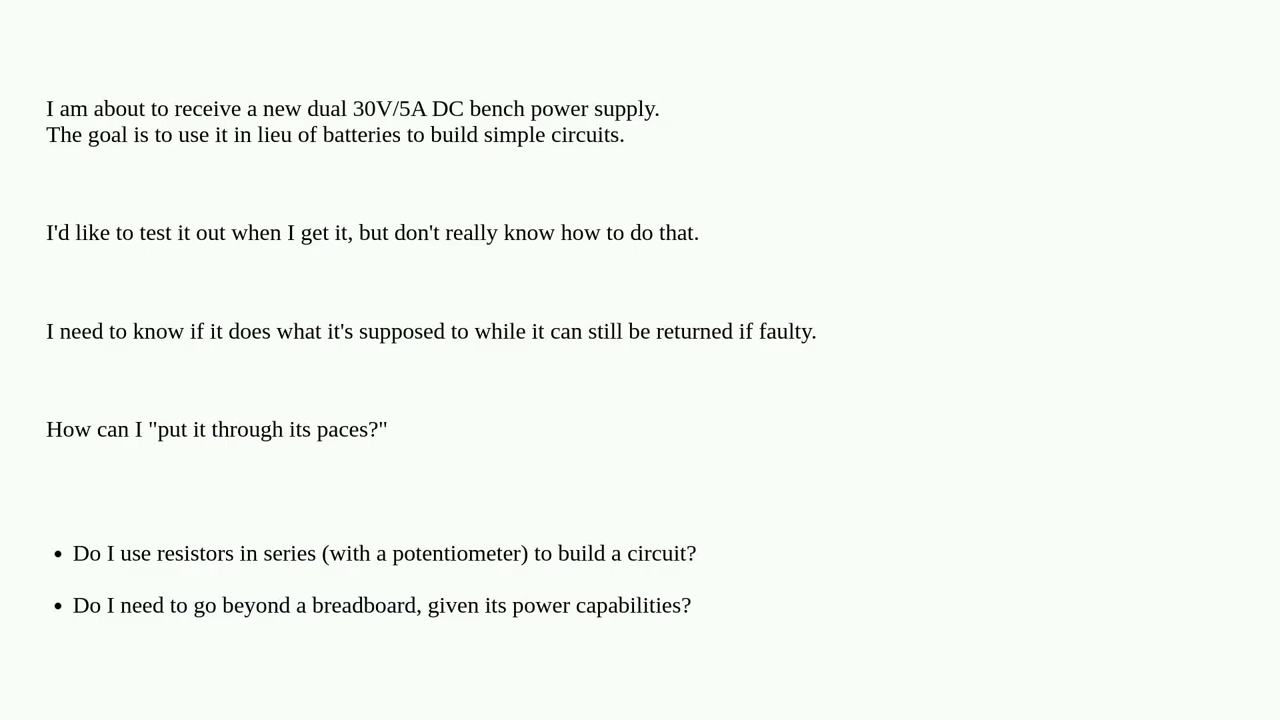 I am about to receive a new dual 30V/5A DC bench power supply.
The goal is to use it in lieu of batteries to build simple circuits.
I'd like to test it out when I get it, but don't really know how to do that.
I need to know if it does what it's supposed to while it can still be returned if faulty.
How can I "put it through its paces?"
• Do I use resistors in series (with a potentiometer) to build a circuit?
• Do I need to go beyond a breadboard, given its power capabilities?